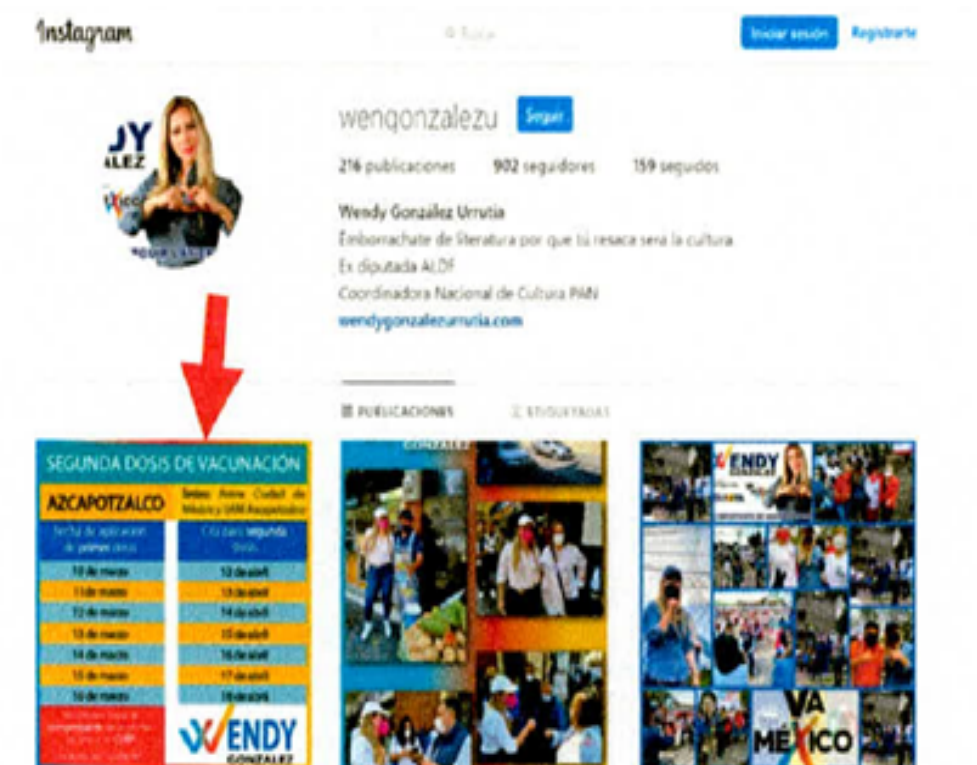 Instagram
Iniciar sesión
Registrarte
JY
ALEZ
wengonzalezu
Seguir
216 publicaciones
902 seguidores
159 seguidos
Wendy González Urrutia
Emborrachate de literatura por que tú resaca será la cultura
Ex diputada ALDF
Coordinadora Nacional de Cultura PAN
wendygonzalezurrutia.com
PUBLICACIONES
ETIQUETADAS
SEGUNDA DOSIS DE VACUNACIÓN
AZCAPOTZALCO
Fecha de aplicación
de primer dosis
Cita para segunda
dosis
10 de marzo
12 de abril
11 de marzo
13 de abril
12 de marzo
14 de abril
13 de marzo
15 de abril
14 de marzo
16 de abril
15 de marzo
17 de abril
16 de marzo
18 de abril
WENDY
GONZALEZ
GONZALEZ
WENDY
GONZALEZ
VA
MÉXICO